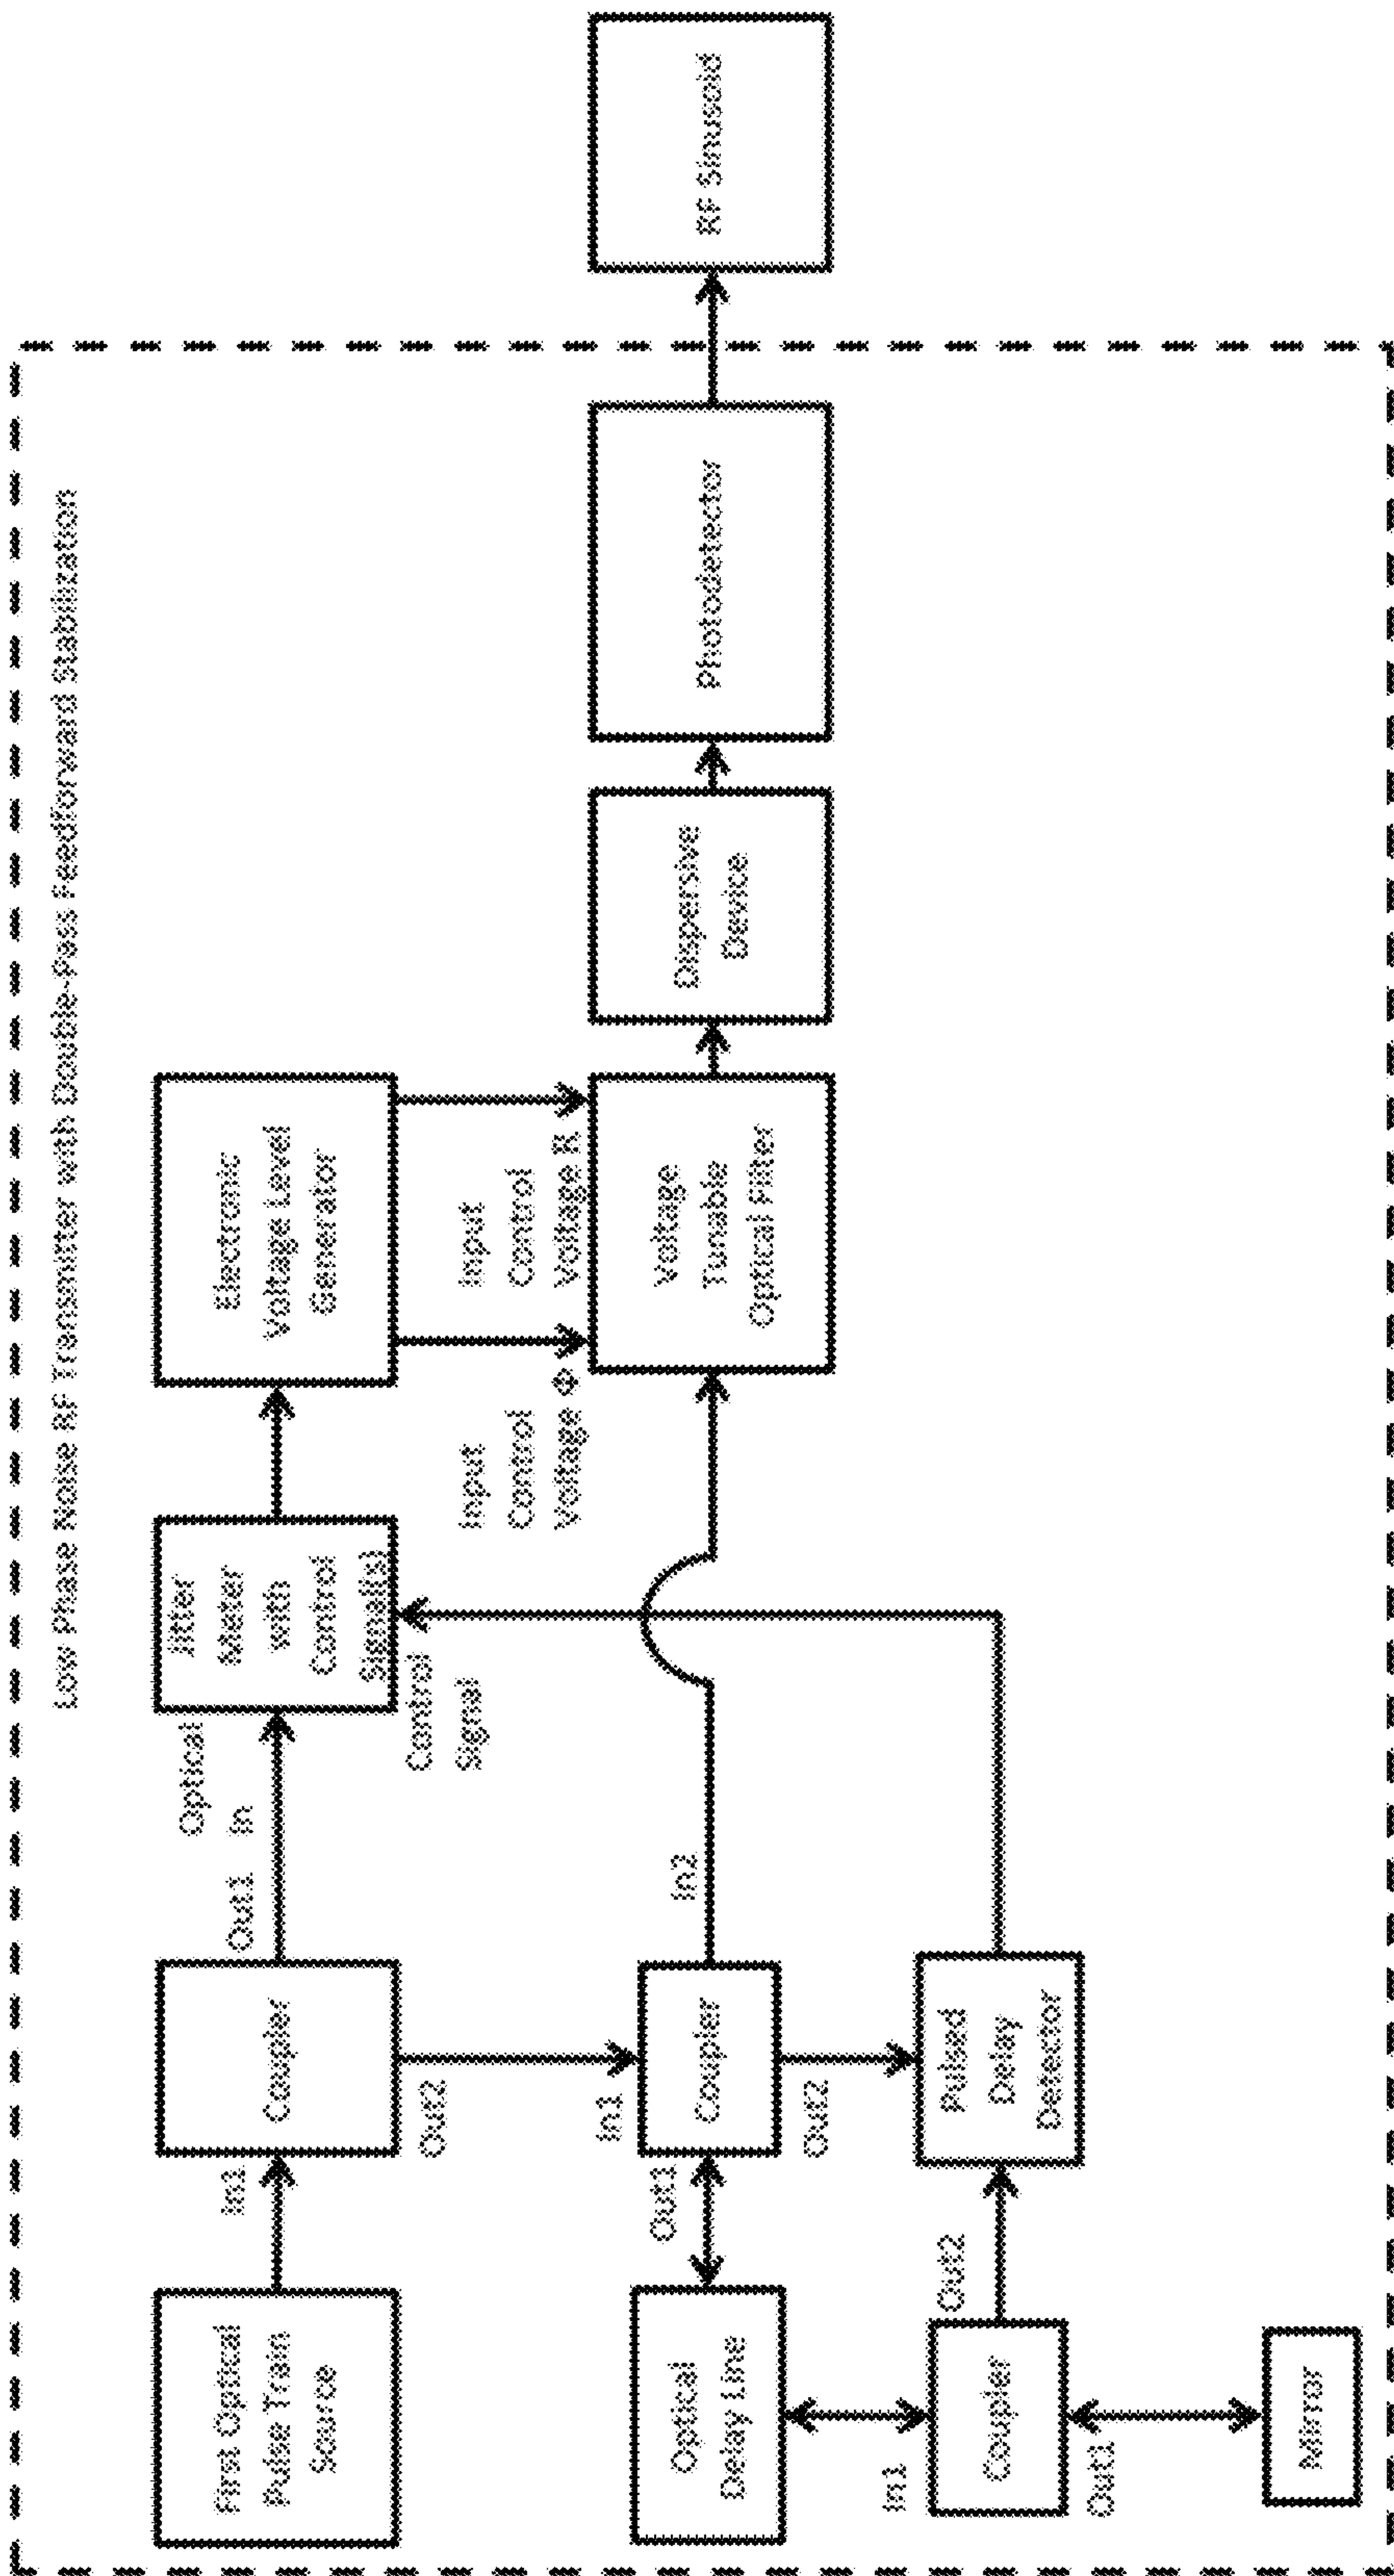 Low Phase Noise RF Transmitter with Double-Pass Feedforward Stabilization
First Optical
Pulse Train
Source
In1
Coupler
Out1
Out2
Optical
In
Jitter
Meter
with
Control
Signal(s)
Control
Signal
Electronic
Voltage Level
Generator
Input
Control
Voltage Φ
Input
Control
Voltage R
Optical
Delay Line
Out1
In1
Coupler
In2
Out2
Voltage
Tunable
Optical Filter
Dispersive
Device
Photodetector
RF Sinusoid
In1
Coupler
Out2
Out1
Pulsed
Delay
Detector
Mirror